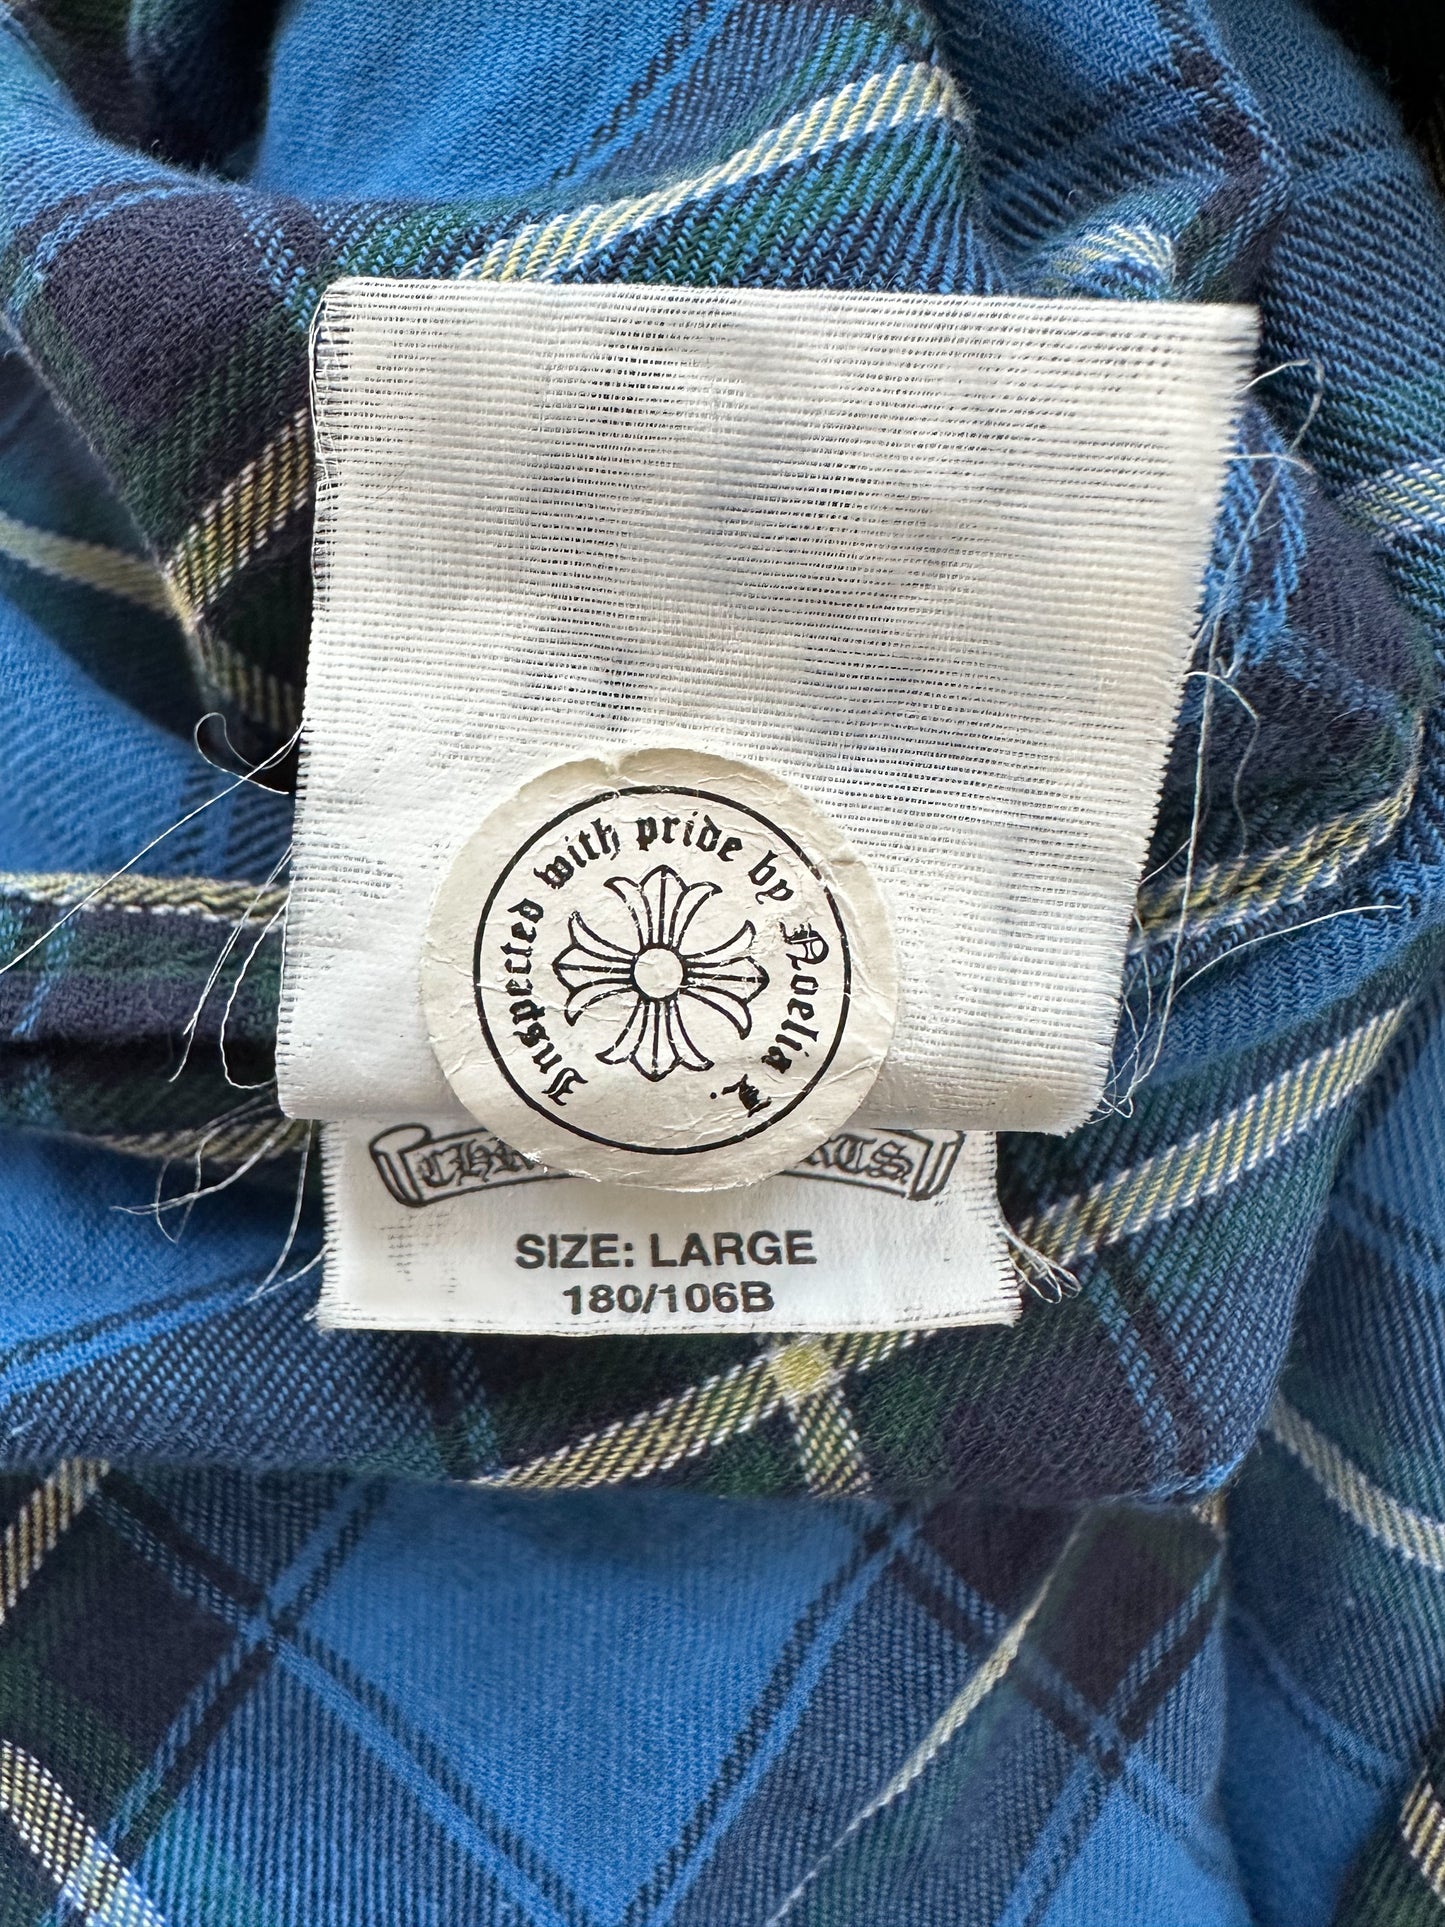 Inspected with pride by Noelia P.
SIZE: LARGE
180/106B